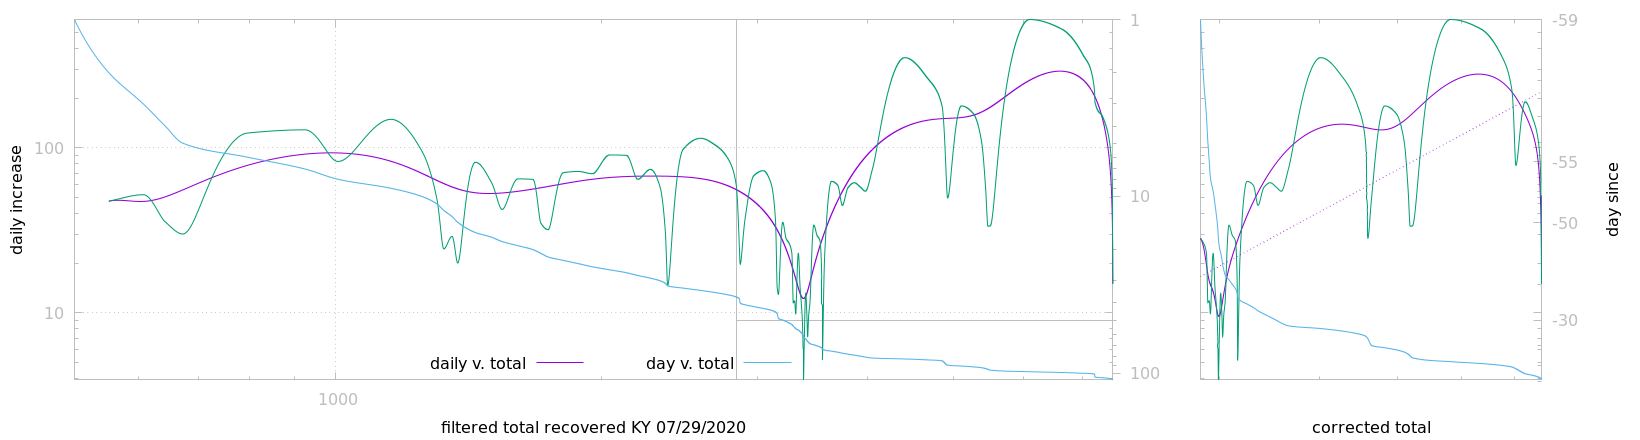 daily increase
100
10
1000
daily v. total
day v. total
1
10
100
filtered total recovered KY 07/29/2020
-59
-55
-50
-30
day since
corrected total